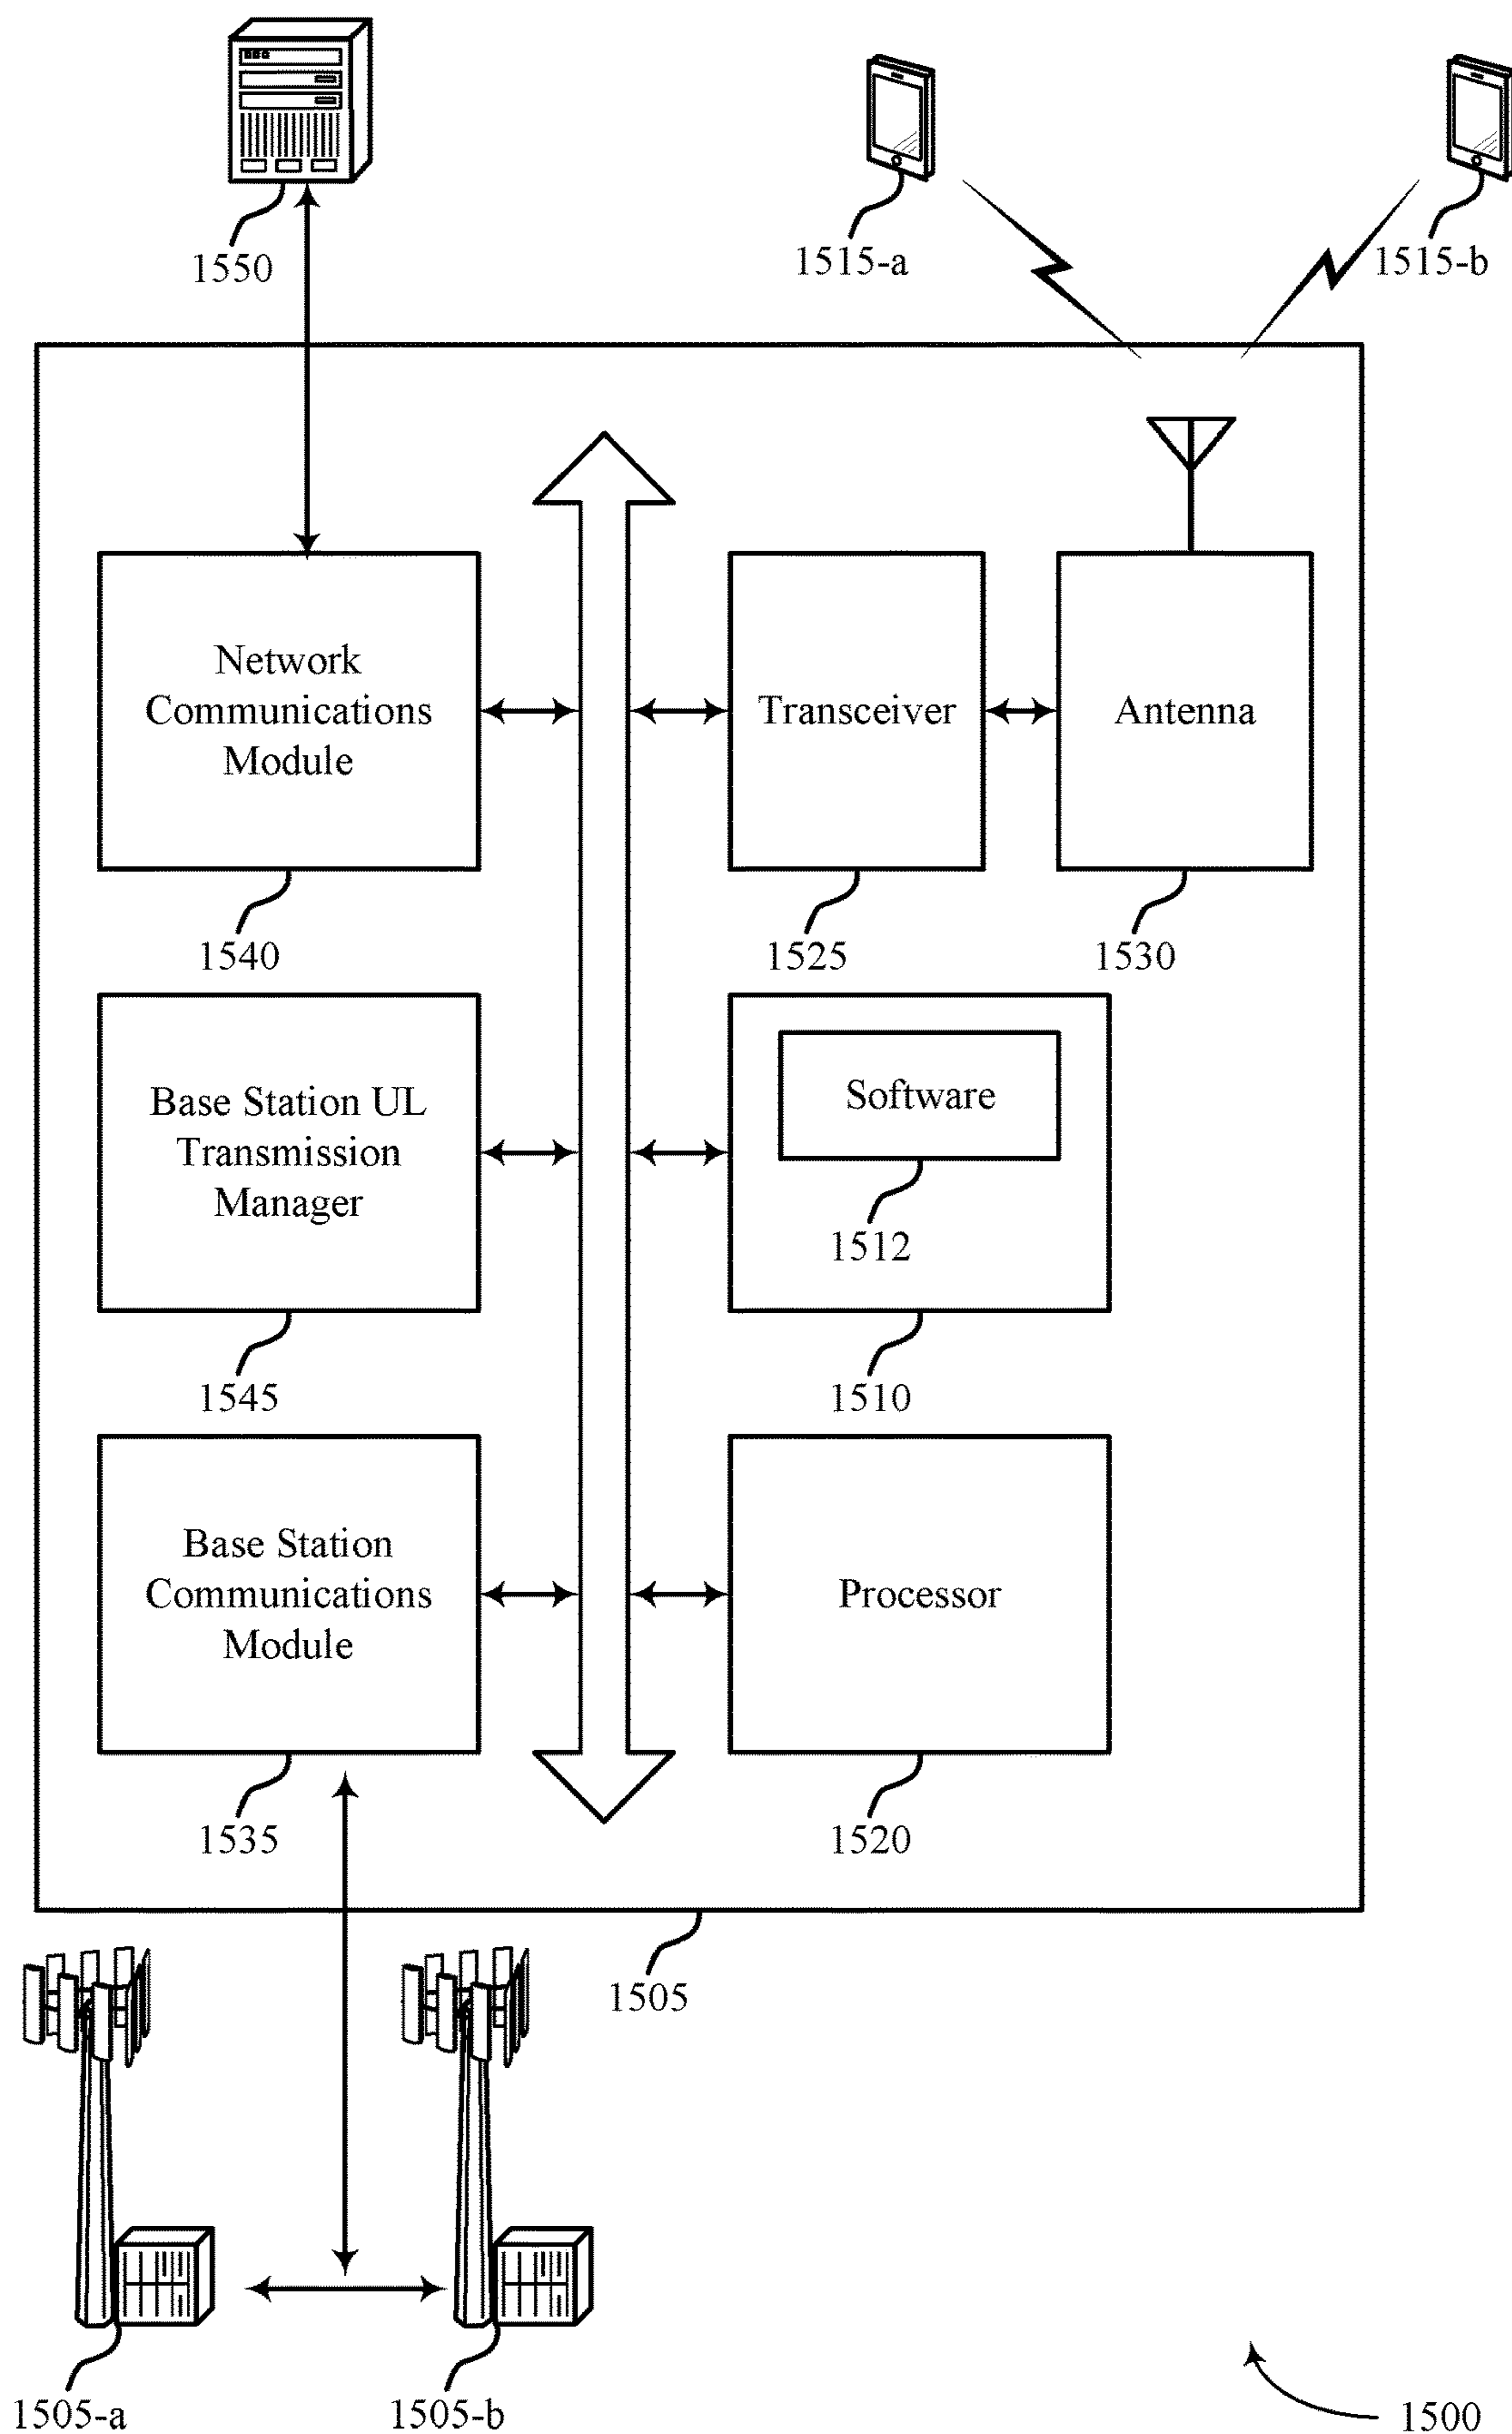 1550
1515-a
1515-b
Network
Communications
Module
Transceiver
Antenna
1540
1525
1530
Base Station UL
Transmission
Manager
Software
1512
1545
1510
Base Station
Communications
Module
Processor
1535
1520
1505
1505-a
1505-b
1500